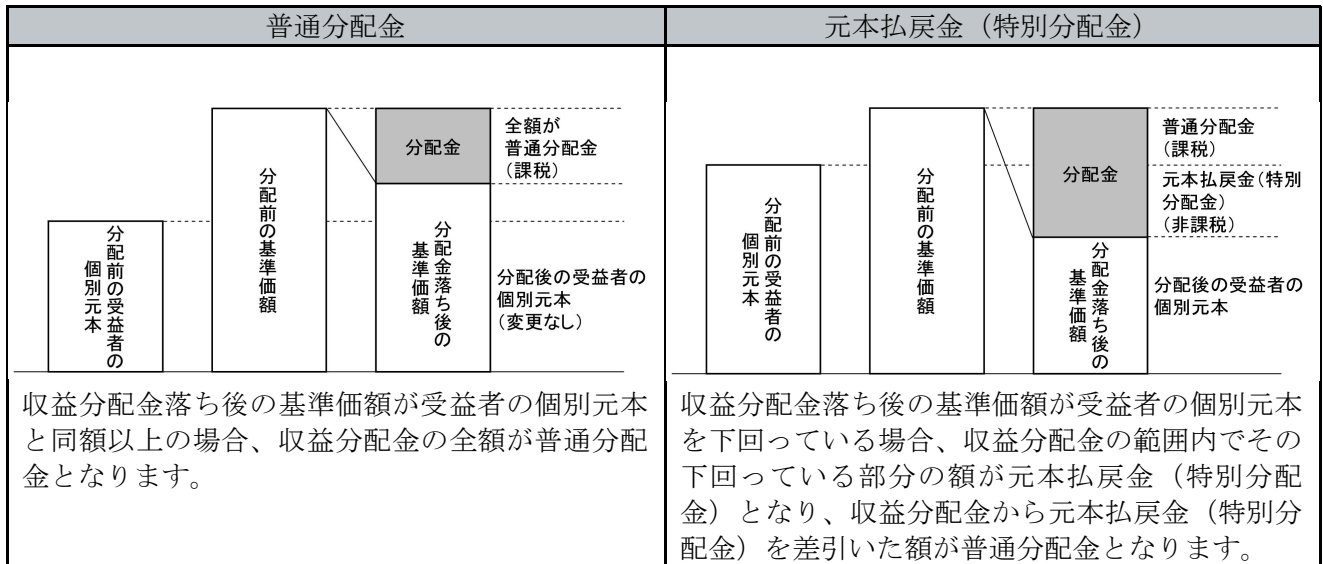 普通分配金
分配前の受益者の
個別元本
分配前の基準価額
分配金
分配金落ち後の
基準価額
全額が
普通分配金
（課税）
分配後の受益者の
個別元本
（変更なし）
収益分配金落ち後の基準価額が受益者の個別元本
と同額以上の場合、収益分配金の全額が普通分配
金となります。
元本払戻金（特別分配金）
分配前の受益者の
個別元本
分配前の基準価額
分配金
分配金落ち後の
基準価額
普通分配金
（課税）
元本払戻金（特別
分配金）
（非課税）
分配後の受益者の
個別元本
収益分配金落ち後の基準価額が受益者の個別元本
を下回っている場合、収益分配金の範囲内でその
下回っている部分の額が元本払戻金（特別分配
金）となり、収益分配金から元本払戻金（特別分
配金）を差引いた額が普通分配金となります。